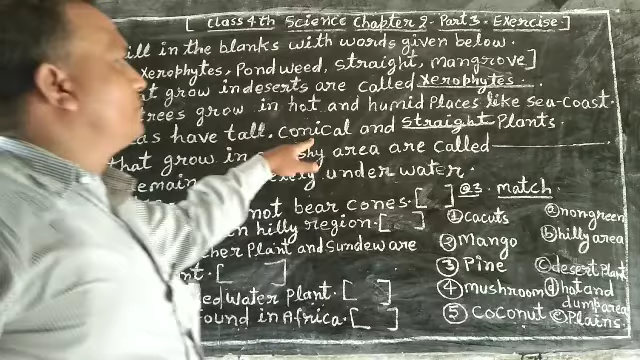 [ Class 4th Science Chapter 2. Part 3. Exercise ]
ill in the blanks with words given below.
Xerophytes, Pondweed, straight, mangrove]
grow in deserts are called Xerophytes.
rees grow in hot and humid Places like sea-coast.
as have tall, conical and straight Plants.
that grow in shy area are called
remain under water.
not bear cones. [ ]
n hilly region. [ ]
cher Plant and Sundew are
nt. [ ]
ed water Plant. [ ]
ound in Africa. [ ]
@3. match.
① cacuts ⓐ nongreen
② Mango ⓑ hilly area
③ Pine ⓒ desert Plant
④ mushroom ⓓ hot and dump area
⑤ Coconut ⓔ Plains.